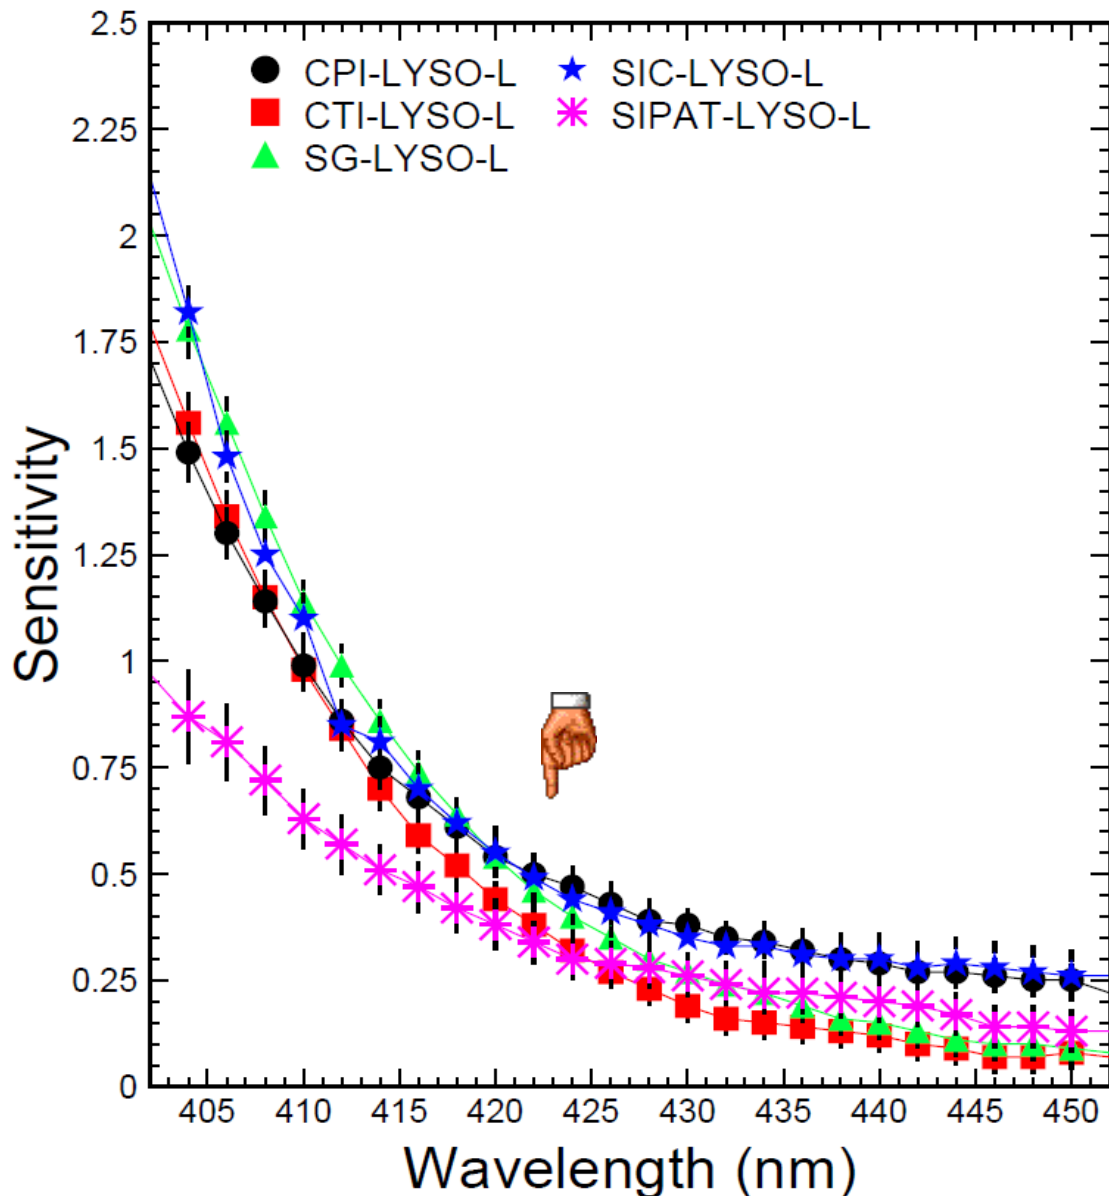 2.5
2.25
2
1.75
1.5
1.25
1
0.75
0.5
0.25
0
Sensitivity
CPI-LYSO-L
CTI-LYSO-L
SG-LYSO-L
SIC-LYSO-L
SIPAT-LYSO-L
405 410 415 420 425 430 435 440 445 450
Wavelength (nm)